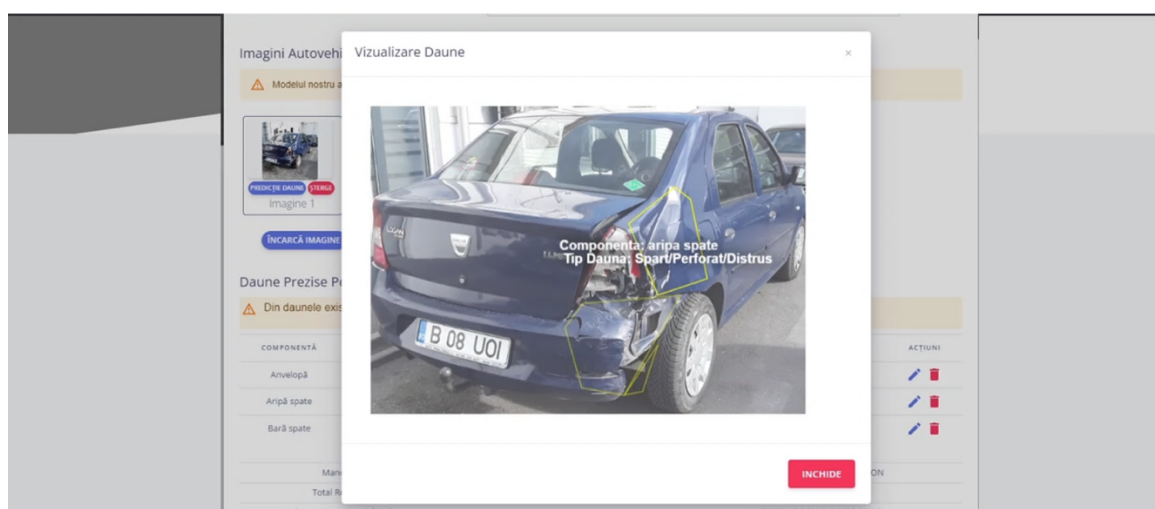 Imagini Autovehi
Vizualizare Daune
×
Modelul nostru a
PREDICȚIE DAUNE
ȘTERGE
Imagine 1
ÎNCARCĂ IMAGINE
Componenta: aripa spate
Tip Dauna: Spart/Perforat/Distrus
LOGAN
B 08 UOI
Daune Prezise Pe
Din daunele exis
COMPONENTĂ
ACȚIUNI
Anvelopă
Aripă spate
Bară spate
Man
ON
Total R
INCHIDE